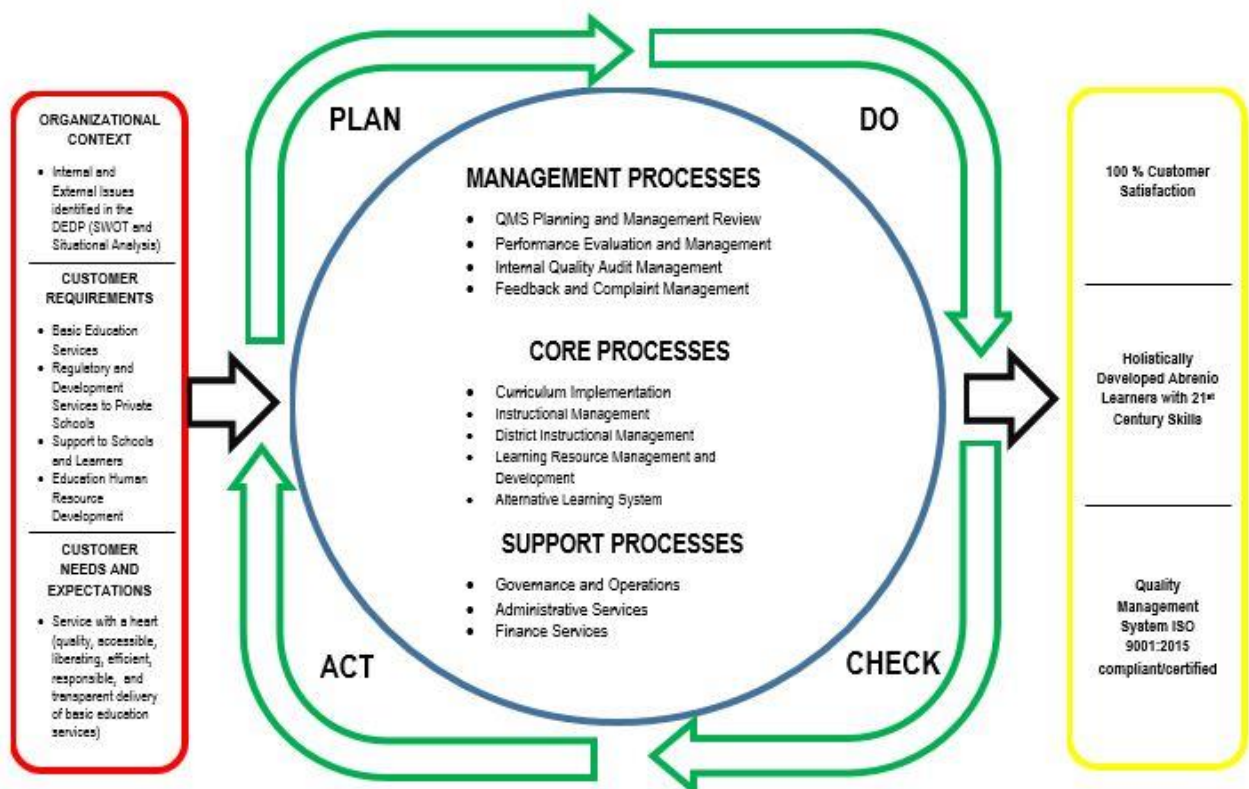 ORGANIZATIONAL
CONTEXT
• Internal and
External Issues
identified in the
DEDP (SWOT and
Situational Analysis)
CUSTOMER
REQUIREMENTS
• Basic Education
Services
• Regulatory and
Development
Services to Private
Schools
• Support to Schools
and Learners
• Education Human
Resource
Development
CUSTOMER
NEEDS AND
EXPECTATIONS
• Service with a heart
(quality, accessible,
liberating, efficient,
responsible, and
transparent delivery
of basic education
services)
PLAN
DO
MANAGEMENT PROCESSES
• QMS Planning and Management Review
• Performance Evaluation and Management
• Internal Quality Audit Management
• Feedback and Complaint Management
CORE PROCESSES
• Curriculum Implementation
• Instructional Management
• District Instructional Management
• Learning Resource Management and
Development
• Alternative Learning System
SUPPORT PROCESSES
• Governance and Operations
• Administrative Services
• Finance Services
ACT
CHECK
100 % Customer
Satisfaction
Holistically
Developed Abrenio
Learners with 21st
Century Skills
Quality
Management
System ISO
9001:2015
compliant/certified